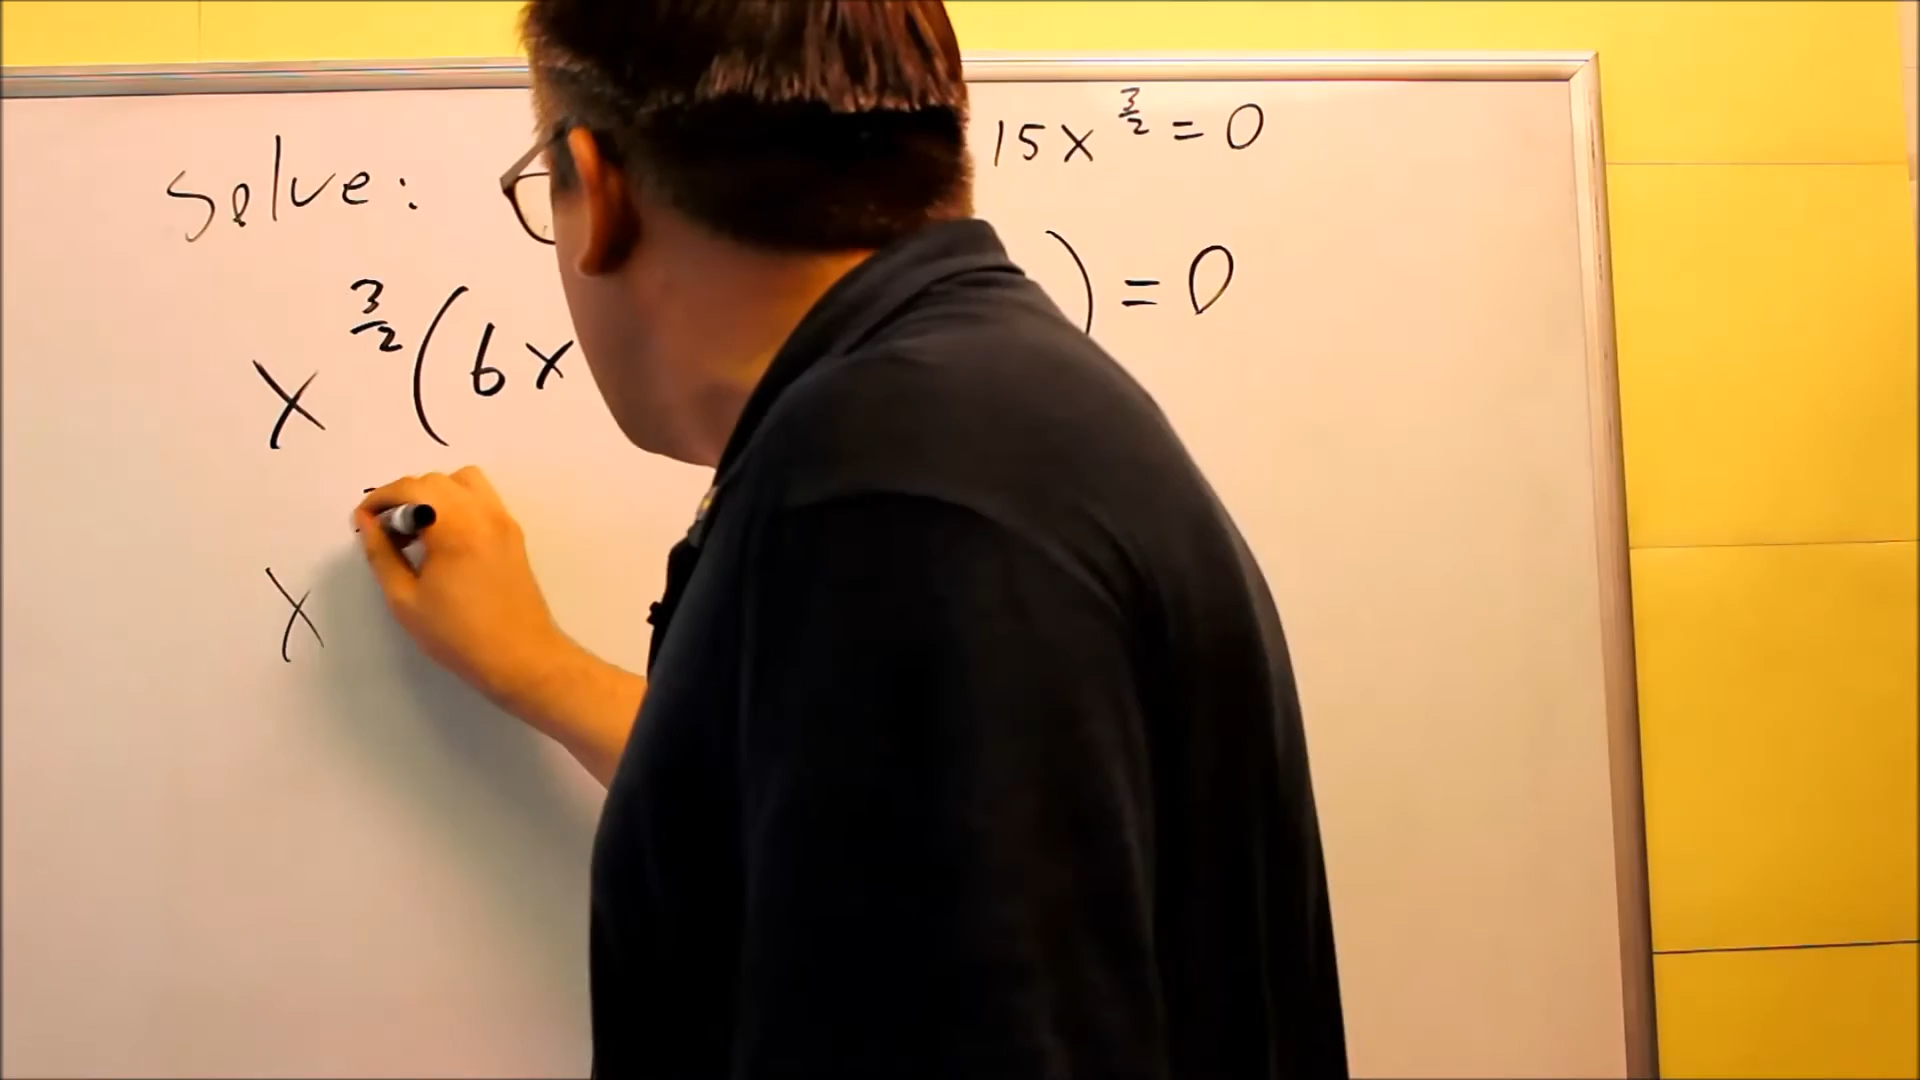 Solve: 15x^{3/2} = 0
x^{3/2}(6x ) = 0
x